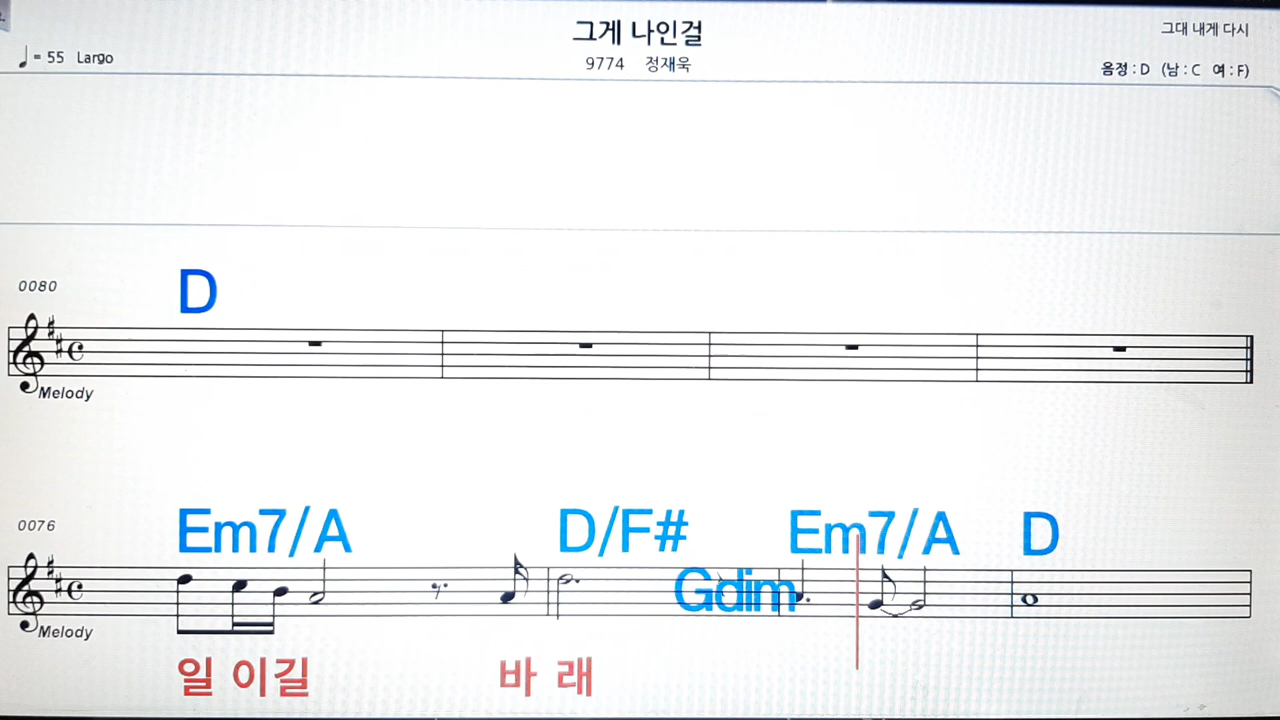 그게 나인걸
그대 내게 다시
= 55 Largo
9774 정재욱
음정 : D (남 : C 여 : F)
0080
D
Melody
0076
Em7/A D/F# Gdim Em7/A D
Melody
일 이길 바 래